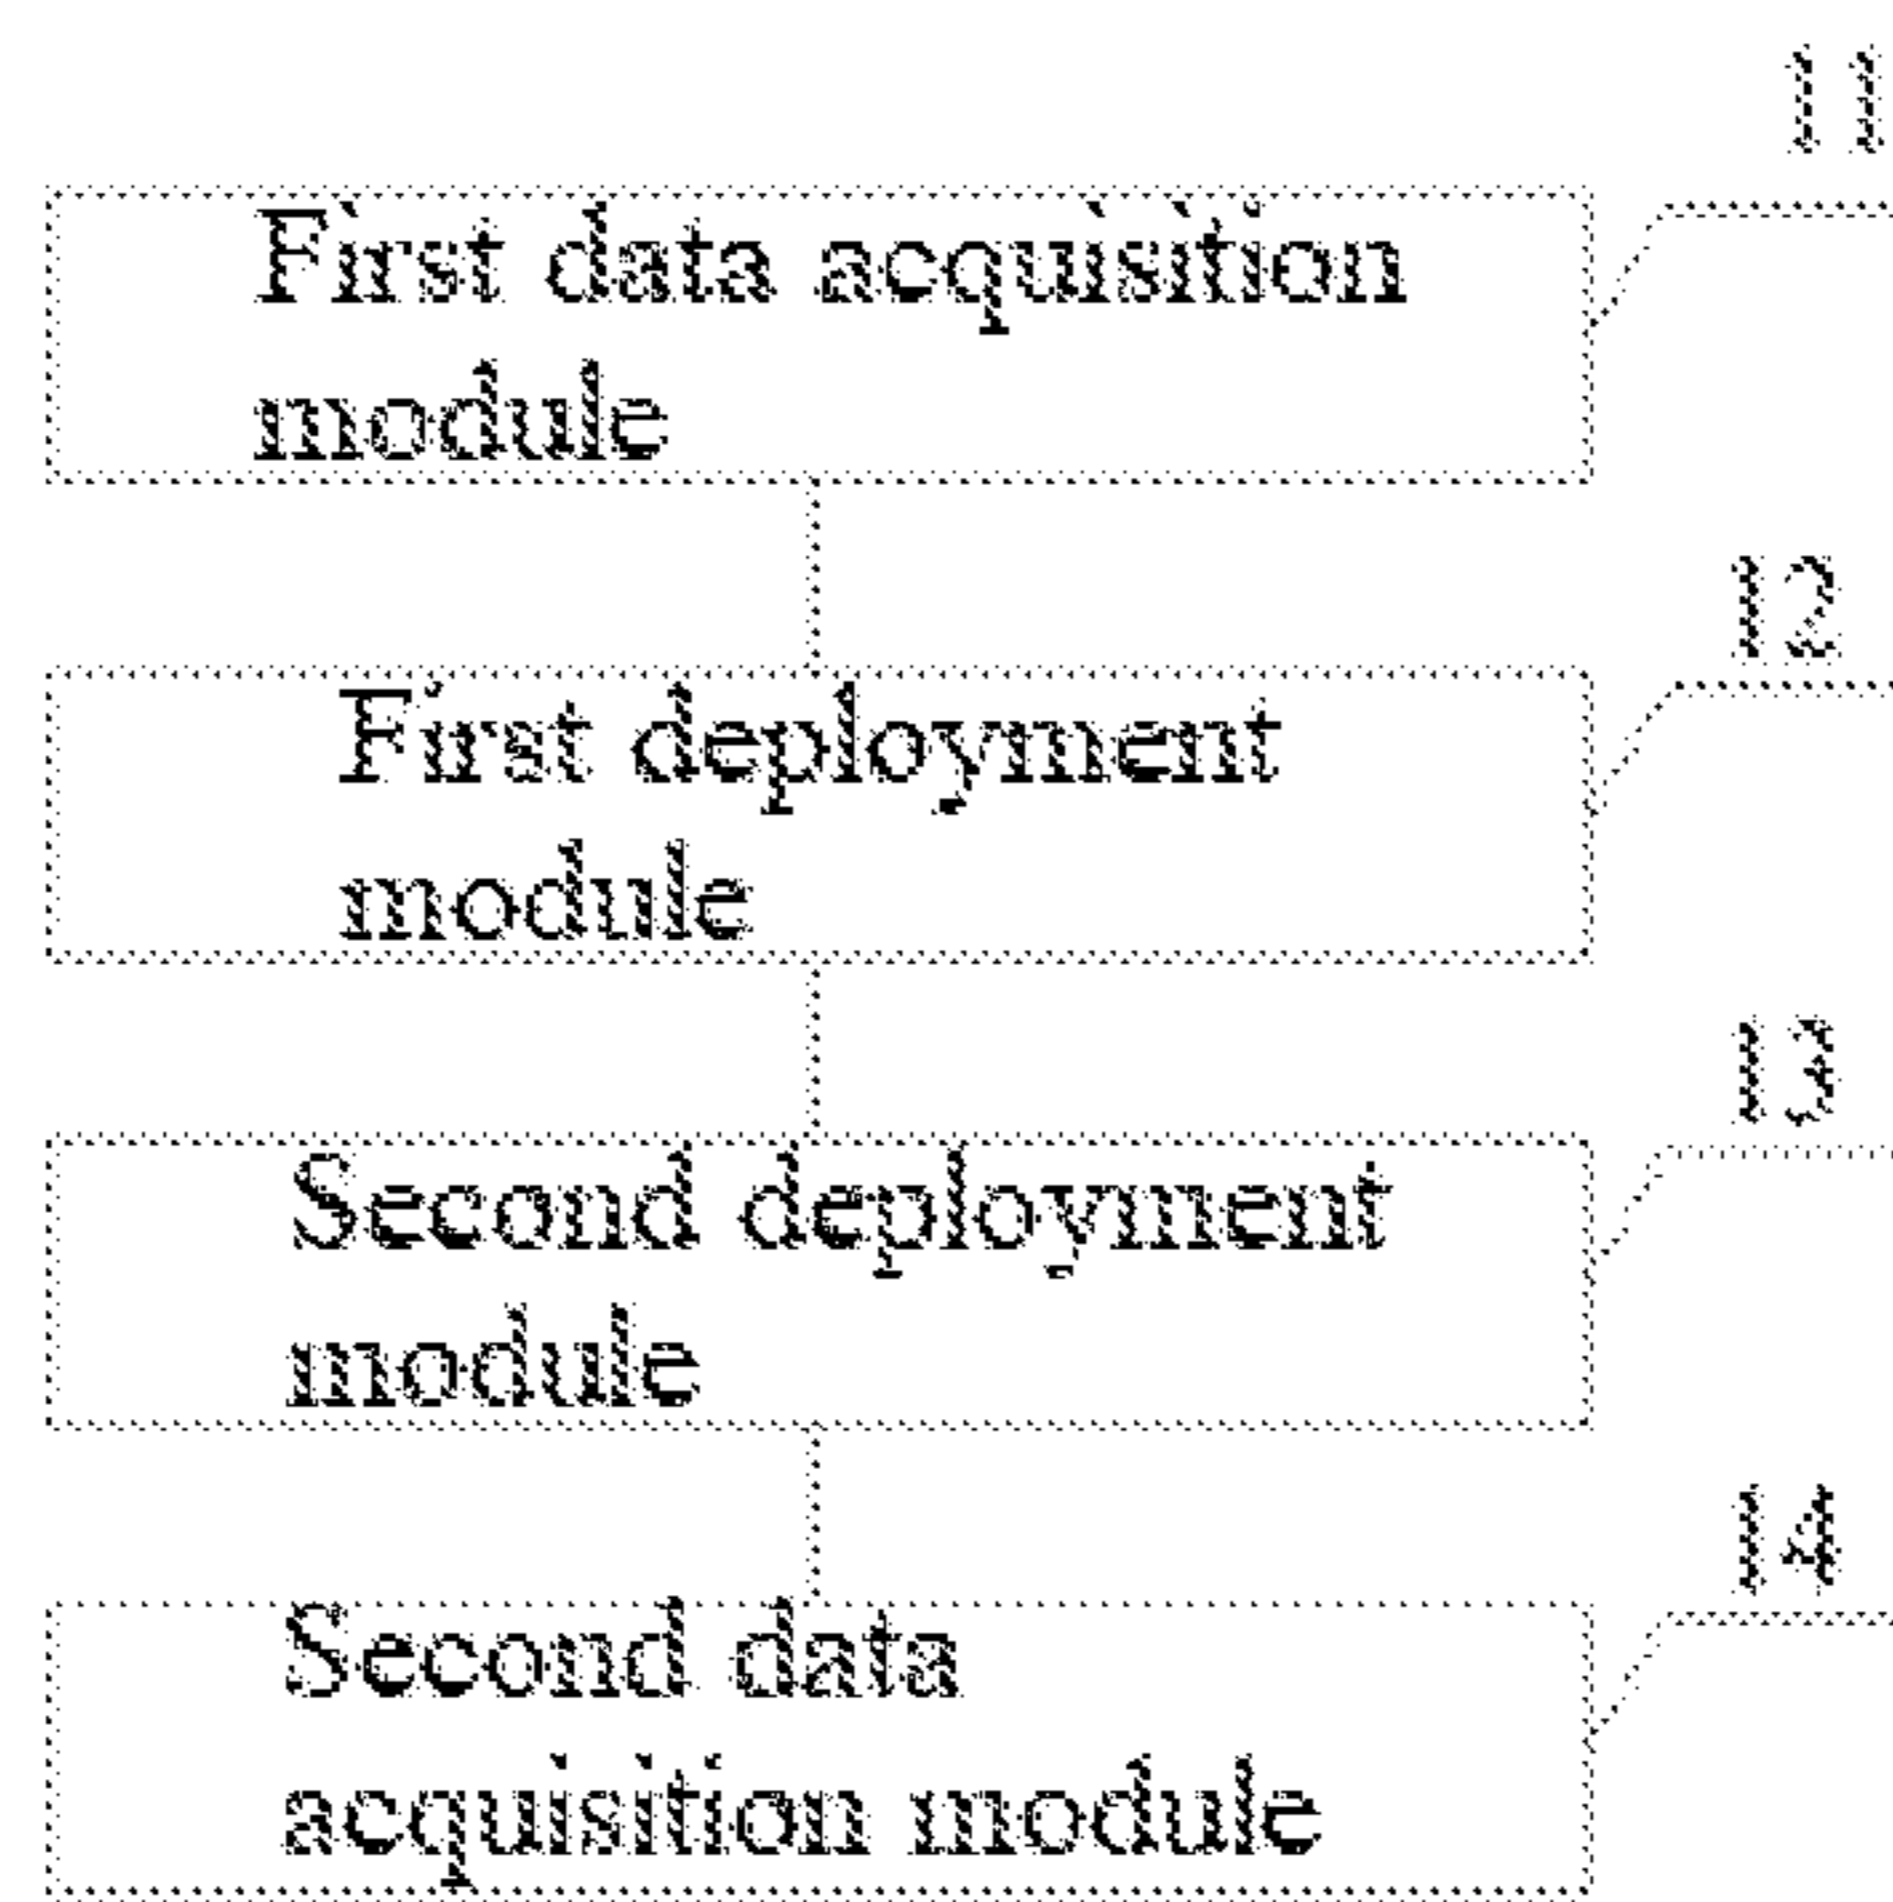 11
First data acquisition
module
12
First deployment
module
13
Second deployment
module
14
Second data
acquisition module